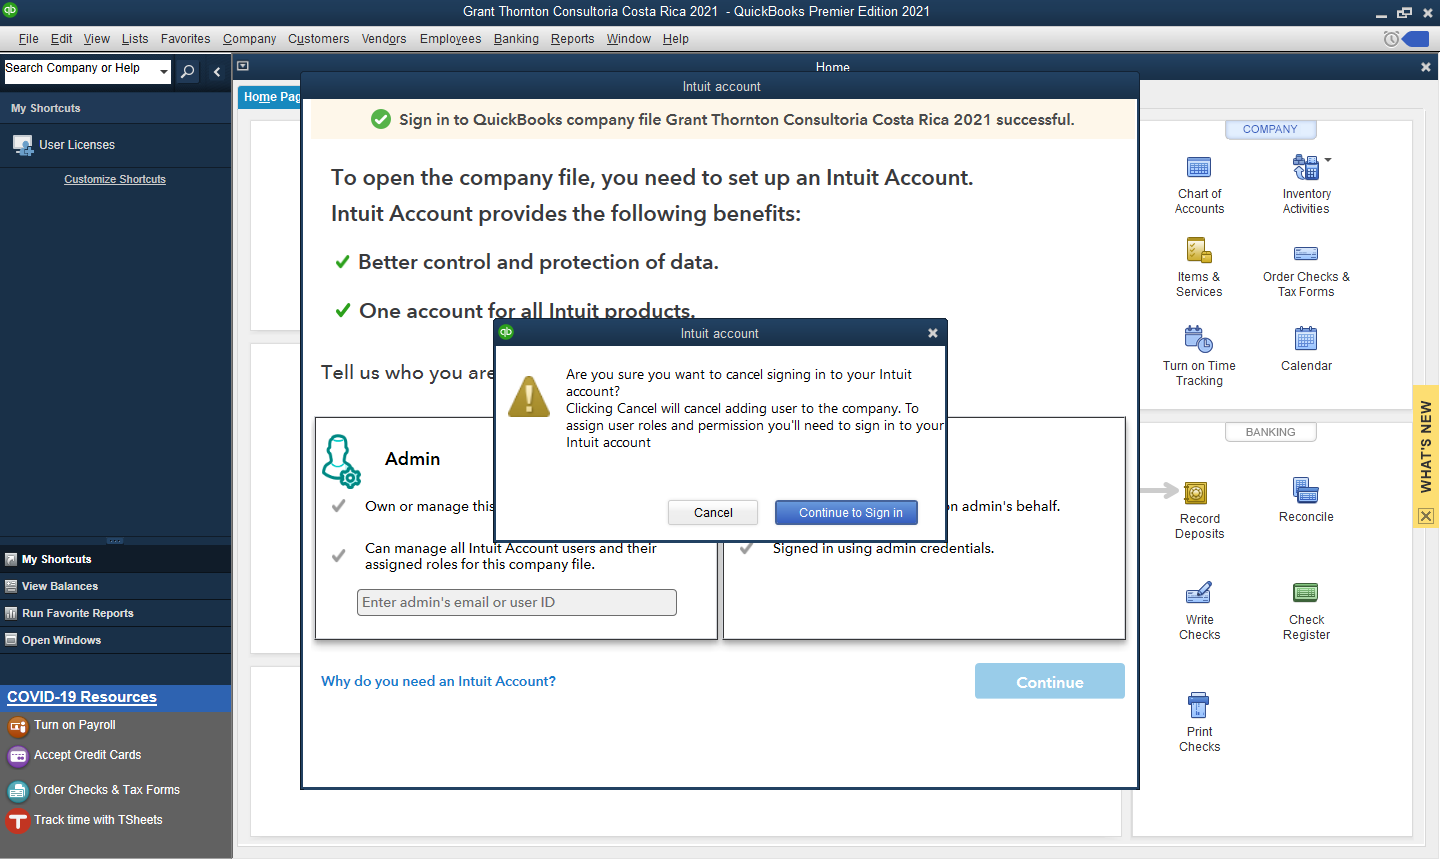 Grant Thornton Consultoria Costa Rica 2021 - QuickBooks Premier Edition 2021
File Edit View Lists Favorites Company Customers Vendors Employees Banking Reports Window Help
Search Company or Help
My Shortcuts
User Licenses
Customize Shortcuts
My Shortcuts
View Balances
Run Favorite Reports
Open Windows
COVID-19 Resources
Turn on Payroll
Accept Credit Cards
Order Checks & Tax Forms
Track time with TSheets
Home
Home Pag
Intuit account
Sign in to QuickBooks company file Grant Thornton Consultoria Costa Rica 2021 successful.
To open the company file, you need to set up an Intuit Account.
Intuit Account provides the following benefits:
Better control and protection of data.
One account for all Intuit products.
Tell us who you are
Admin
Own or manage this
Can manage all Intuit Account users and their
assigned roles for this company file.
Enter admin's email or user ID
on admin's behalf.
Signed in using admin credentials.
Why do you need an Intuit Account?
Continue
qb
Intuit account
Are you sure you want to cancel signing in to your Intuit
account?
Clicking Cancel will cancel adding user to the company. To
assign user roles and permission you'll need to sign in to your
Intuit account
Cancel
Continue to Sign in
COMPANY
Chart of
Accounts
Inventory
Activities
Items &
Services
Order Checks &
Tax Forms
Turn on Time
Tracking
Calendar
BANKING
Record
Deposits
Reconcile
Write
Checks
Check
Register
Print
Checks
WHAT'S NEW